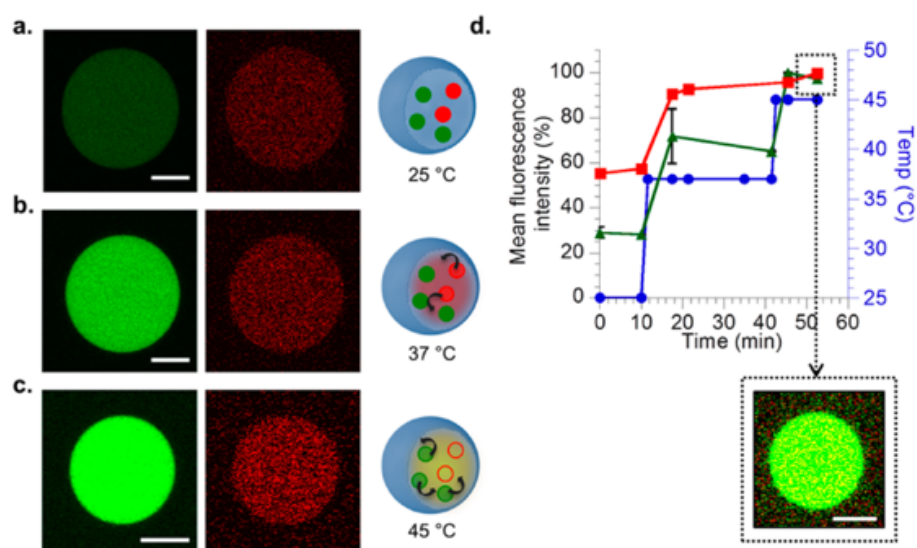 a.
25 °C
b.
37 °C
c.
45 °C
d.
100
80
60
40
20
0
Mean fluorescence
intensity (%)
50
45
40
35
30
25
Temp (°C)
0 10 20 30 40 50 60
Time (min)